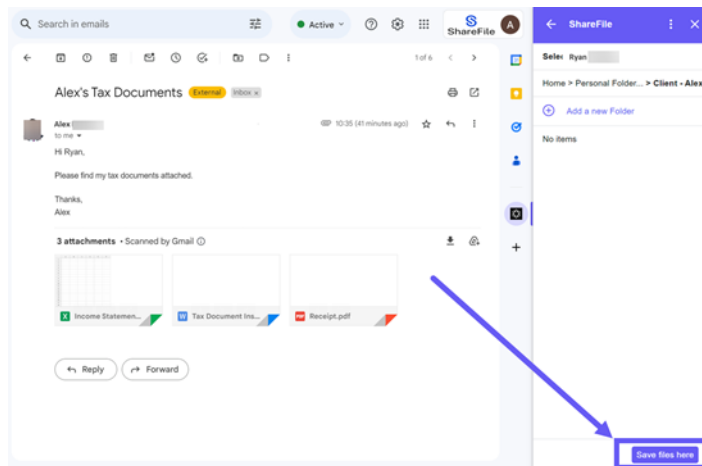 Search in emails
Active
ShareFile
A
ShareFile
1 of 6
Selec Ryan
Alex's Tax Documents External Inbox x
Home > Personal Folder... > Client - Alex
Add a new Folder
Alex
10:35 (41 minutes ago)
to me
No items
Hi Ryan,
Please find my tax documents attached.
Thanks,
Alex
3 attachments • Scanned by Gmail
Income Statemen...
Tax Document Ins...
Receipt.pdf
Reply
Forward
Save files here